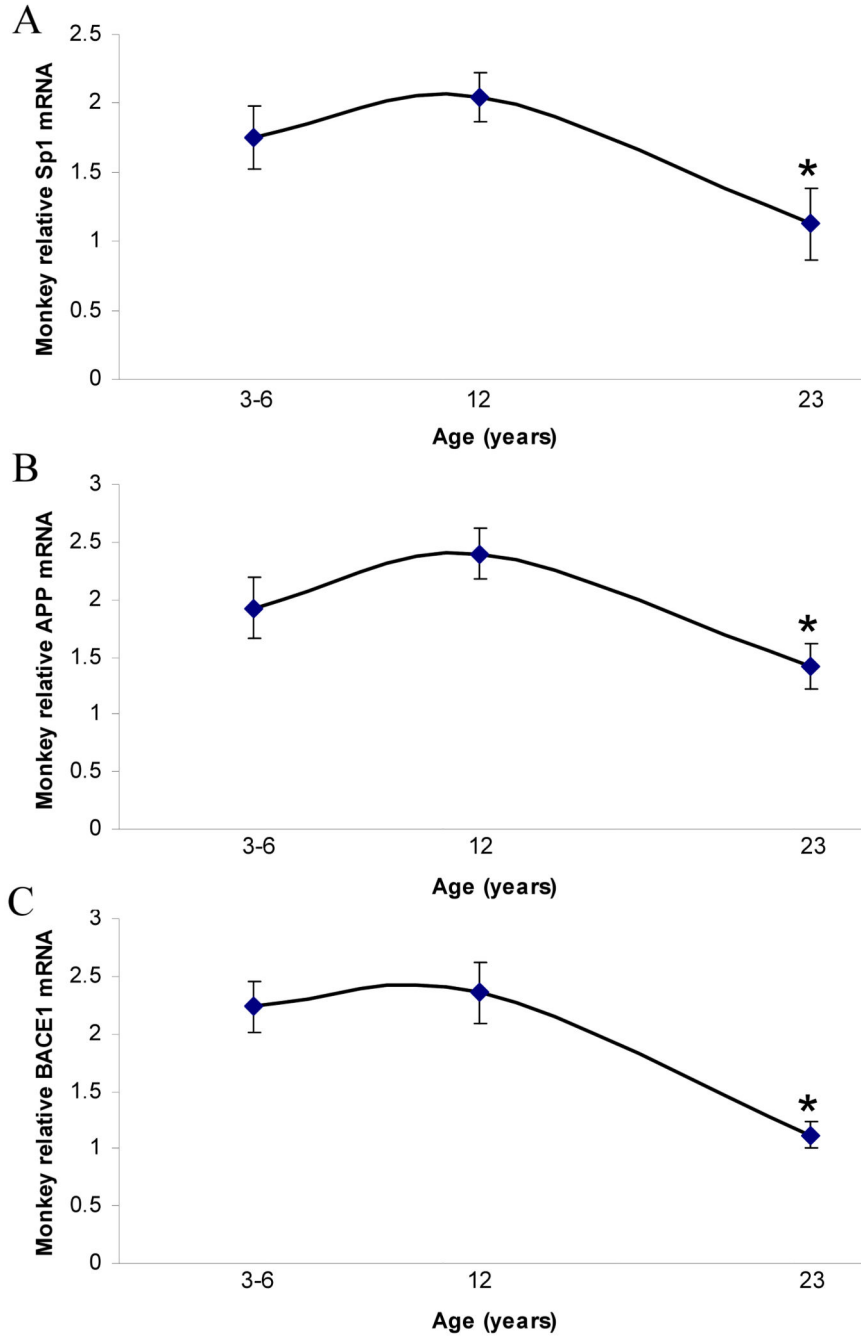 A
Monkey relative Sp1 mRNA
2.5
2
1.5
1
0.5
0
*
3-6 12 23
Age (years)
B
Monkey relative APP mRNA
3
2.5
2
1.5
1
0.5
0
*
3-6 12 23
Age (years)
C
Monkey relative BACE1 mRNA
3
2.5
2
1.5
1
0.5
0
*
3-6 12 23
Age (years)